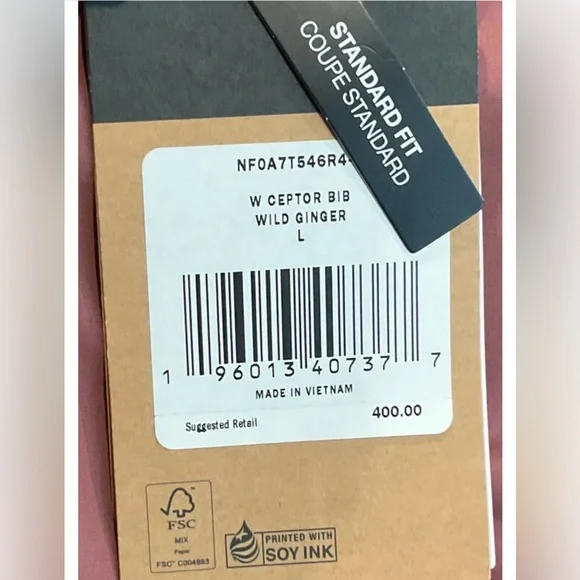 STANDARD FIT
COUPE STANDARD
NF0A7T546R4
W CEPTOR BIB
WILD GINGER
L
1 96013 40737 7
MADE IN VIETNAM
Suggested Retail 400.00
FSC
MIX
Paper
FSC™ C004883
PRINTED WITH
SOY INK